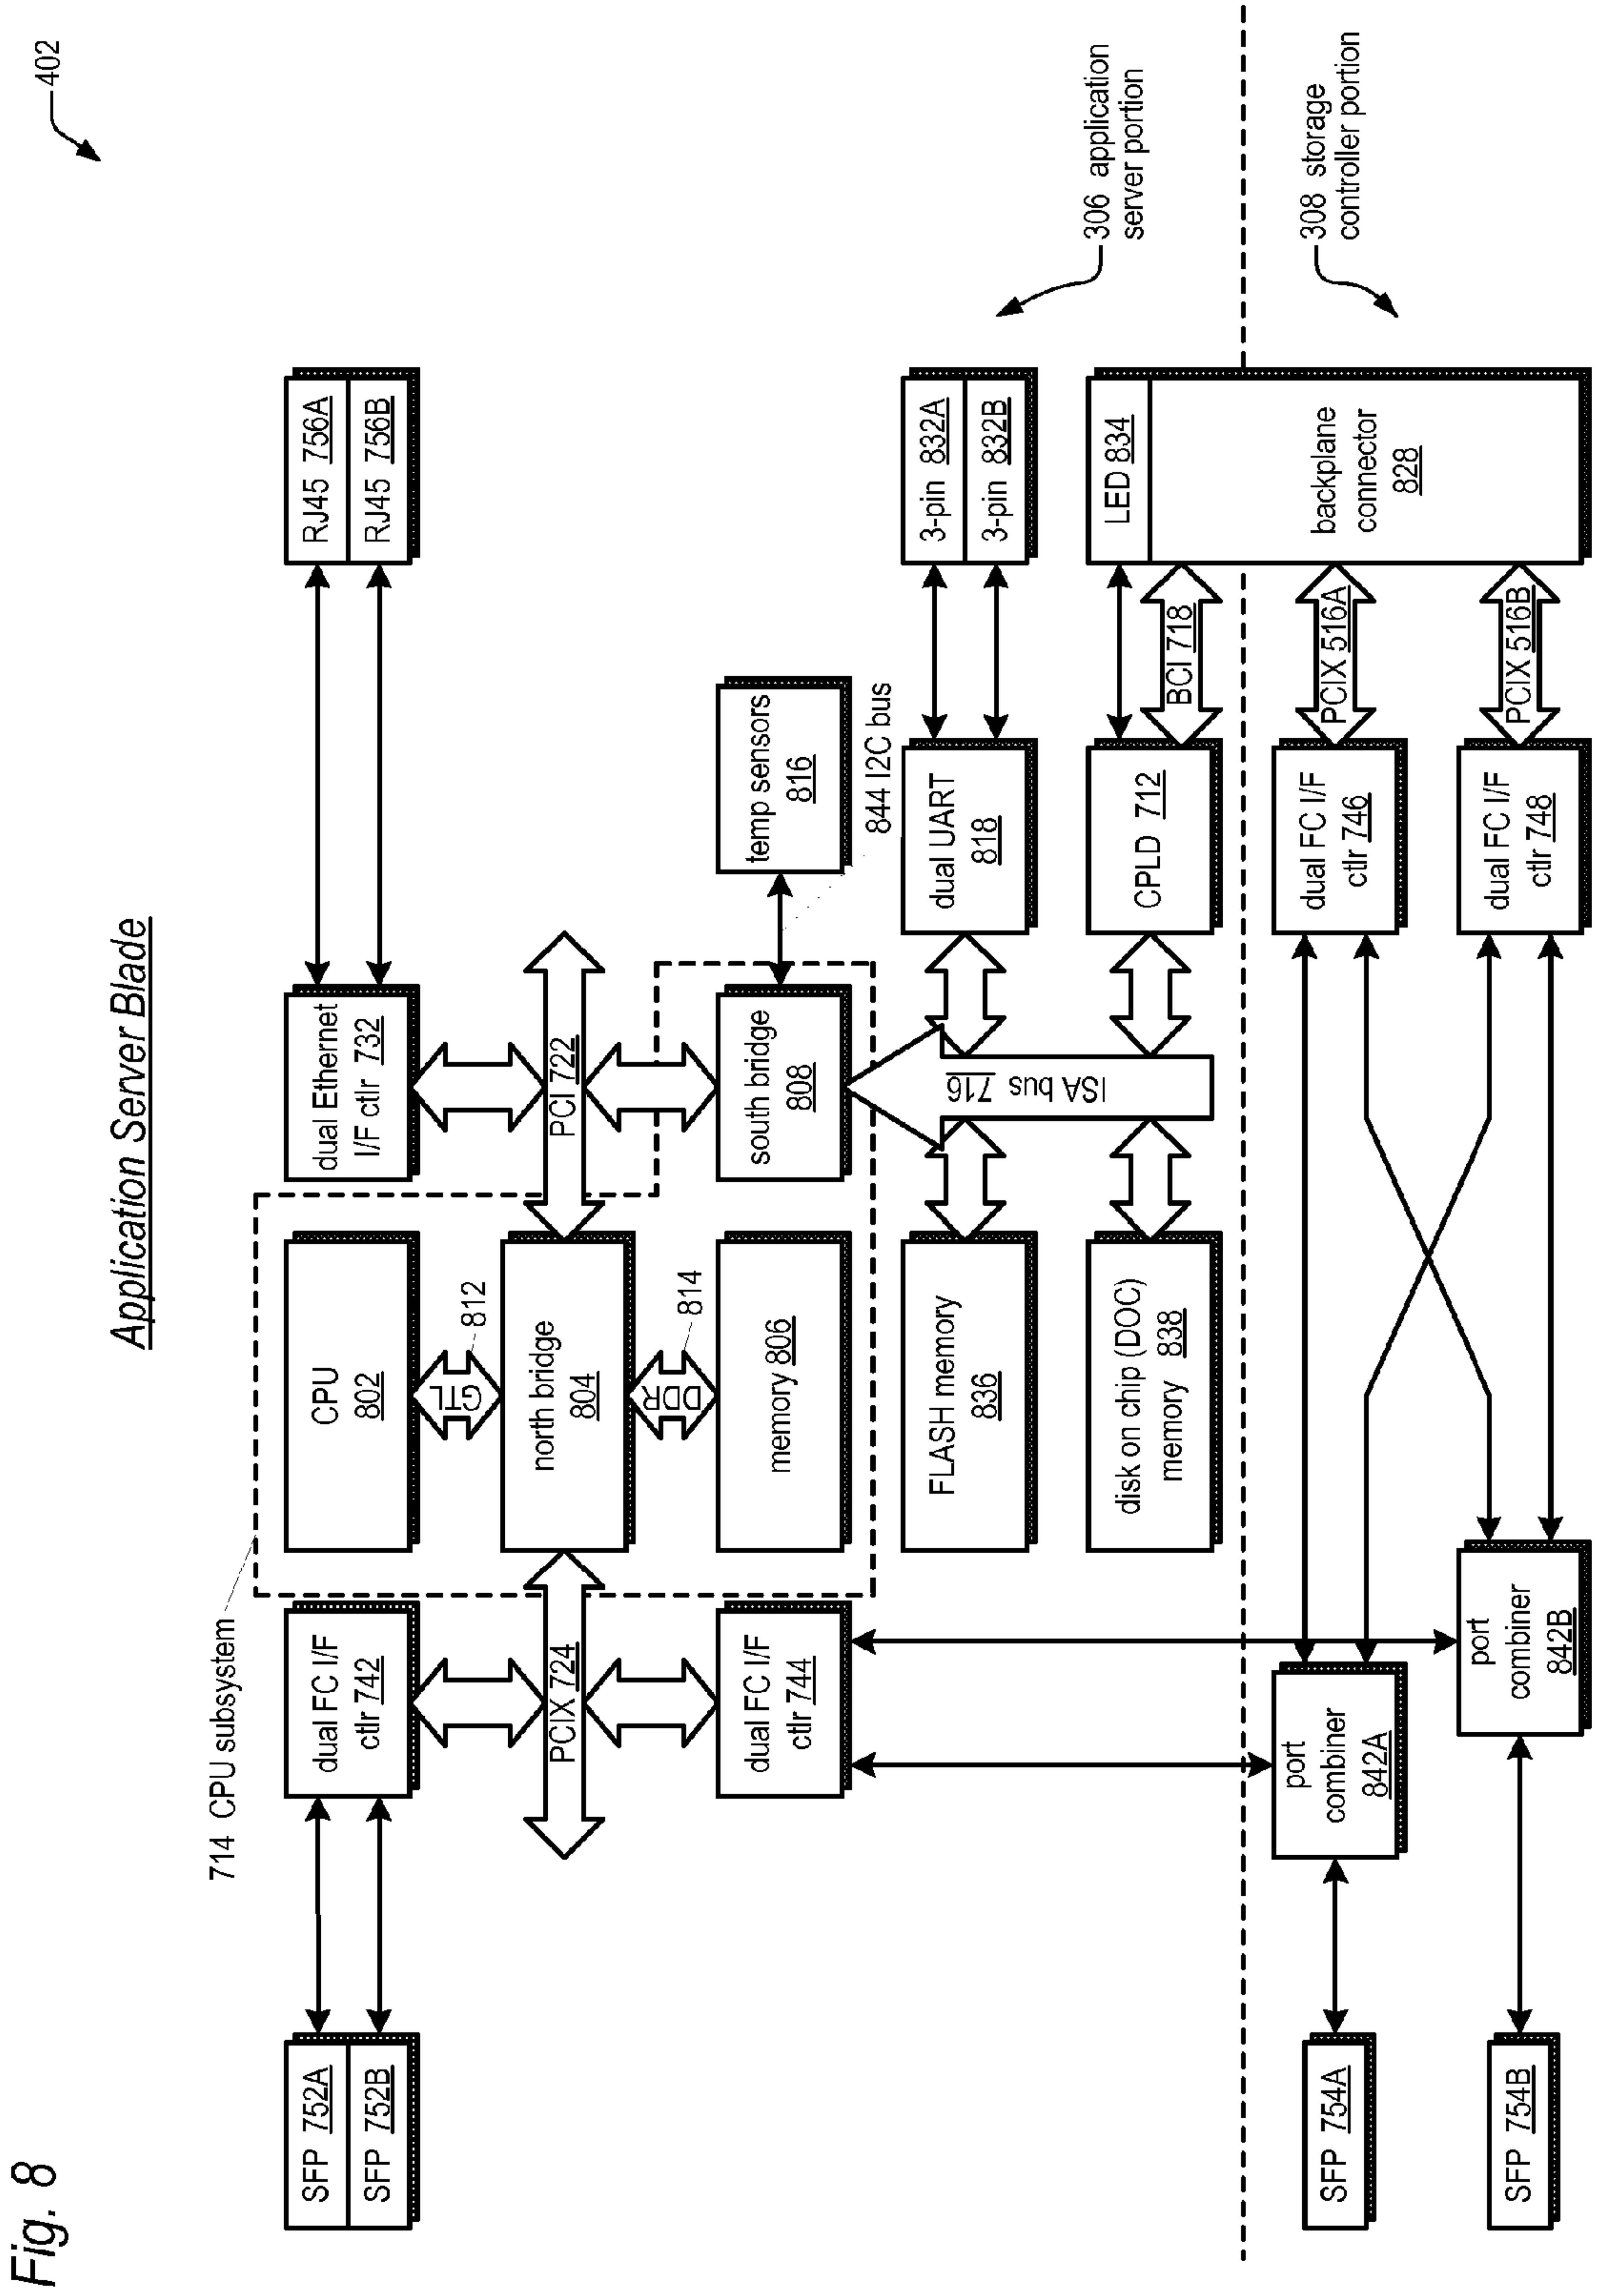 Fig. 8
Application Server Blade
402
714 CPU subsystem
SFP 752A
SFP 752B
dual FC I/F
ctlr 742
CPU
802
dual Ethernet
I/F ctlr 732
RJ45 756A
RJ45 756B
GTL
812
PCIX 724
north bridge
804
PCI 722
DDR
814
dual FC I/F
ctlr 744
memory 806
south bridge
808
temp sensors
816
844 I2C bus
FLASH memory
836
ISA bus 716
dual UART
818
3-pin 832A
3-pin 832B
306 application
server portion
disk on chip (DOC)
memory 838
CPLD 712
BCI 718
LED 834
backplane
connector
828
308 storage
controller portion
SFP 754A
port
combiner
842A
dual FC I/F
ctlr 746
PCIX 516A
SFP 754B
port
combiner
842B
dual FC I/F
ctlr 748
PCIX 516B